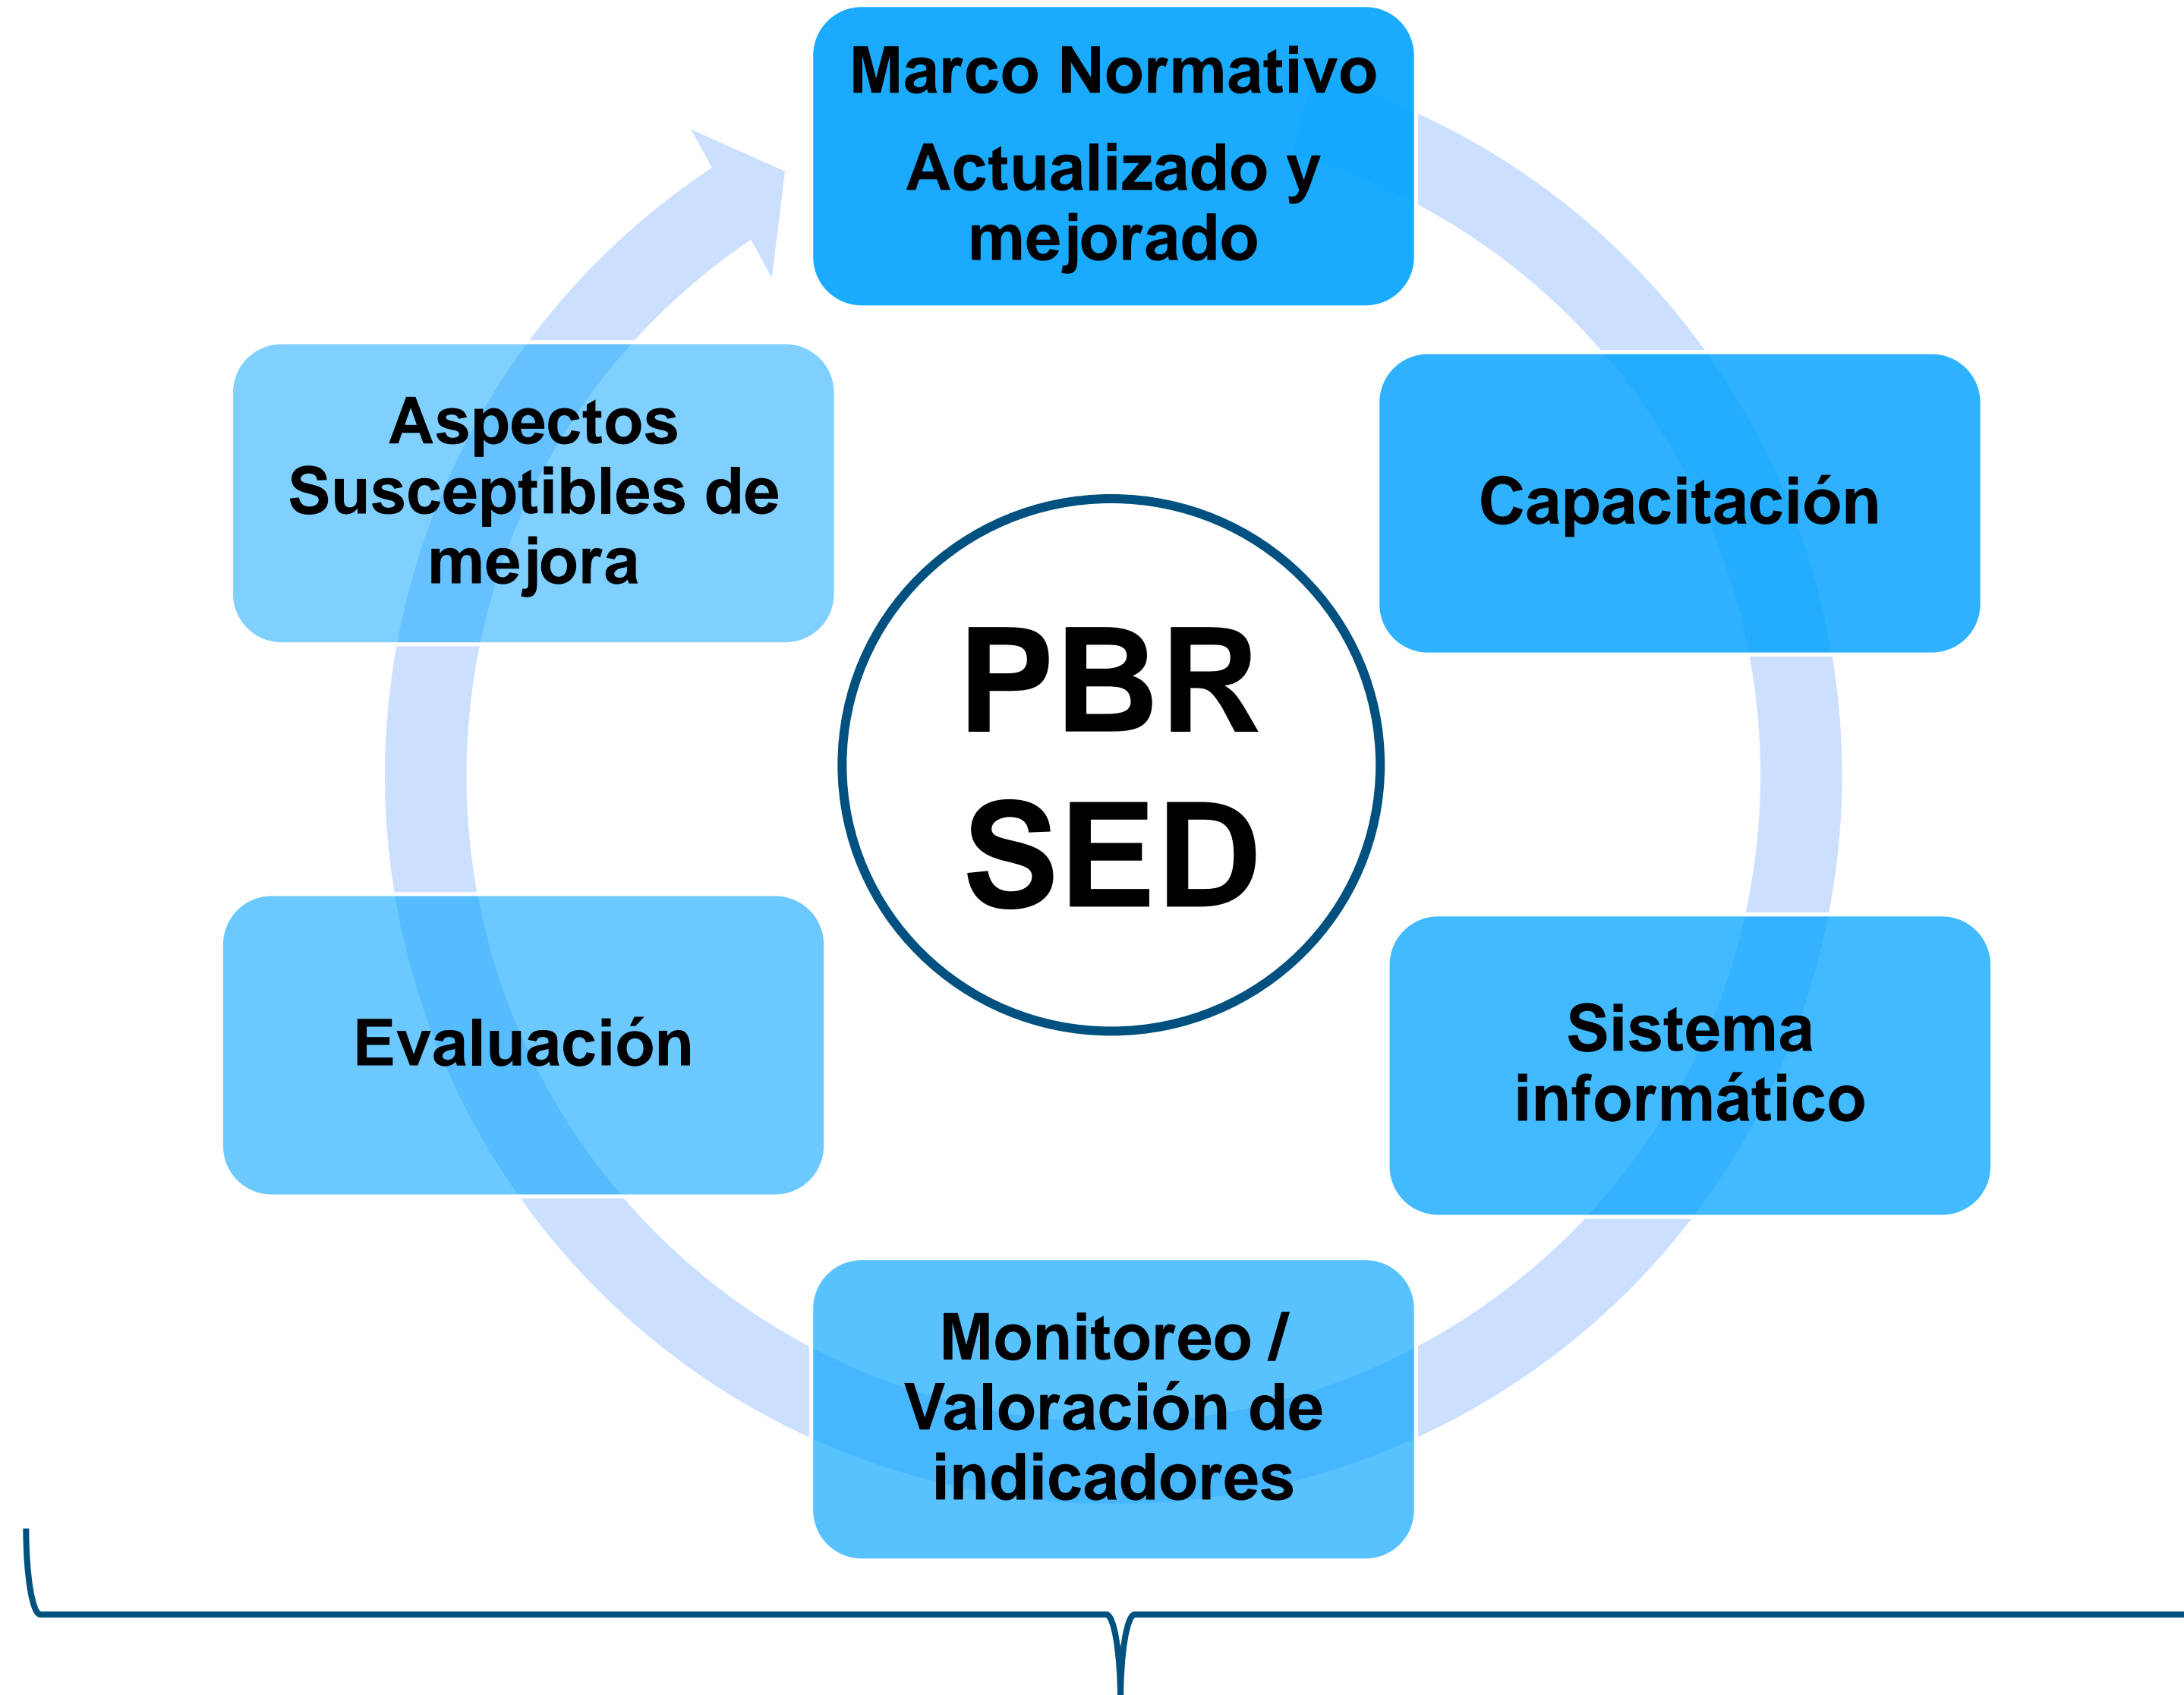 Marco Normativo
Actualizado y
mejorado
Capacitación
Sistema
informático
Monitoreo /
Valoración de
indicadores
Evaluación
Aspectos
Susceptibles de
mejora
PBR
SED